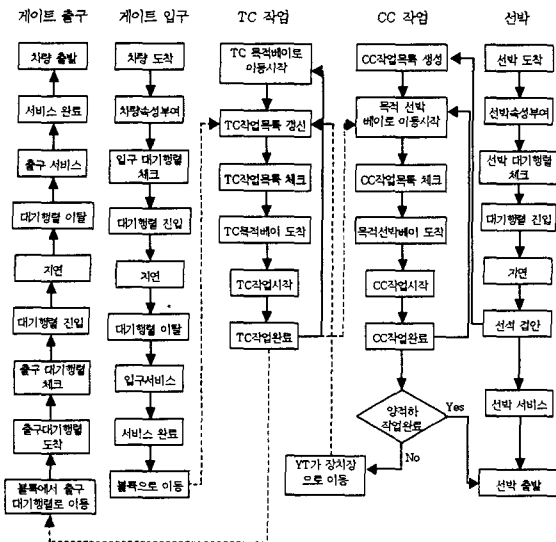 게이트 출구
차량 출발
서비스 완료
출구 서비스
대기행렬 이탈
지연
대기행렬 진입
출구 대기행렬
체크
출구대기행렬
도착
블록에서 출구
대기행렬로 이동
게이트 입구
차량 도착
차량속성부여
입구 대기행렬
체크
대기행렬 진입
지연
대기행렬 이탈
입구서비스
서비스 완료
블록으로 이동
TC 작업
TC 목적베이로
이동시작
TC작업목록 갱신
TC작업목록 체크
TC목적베이 도착
TC작업시작
TC작업완료
CC 작업
CC작업목록 생성
목적 선박
베이로 이동시작
CC작업목록 체크
목적선박베이 도착
CC작업시작
CC작업완료
양적하
작업완료
Yes
No
YT가 장치장
으로 이동
선박
선박 도착
선박속성부여
선박 대기행렬
체크
대기행렬 진입
지연
선석 접안
선박 서비스
선박 출발